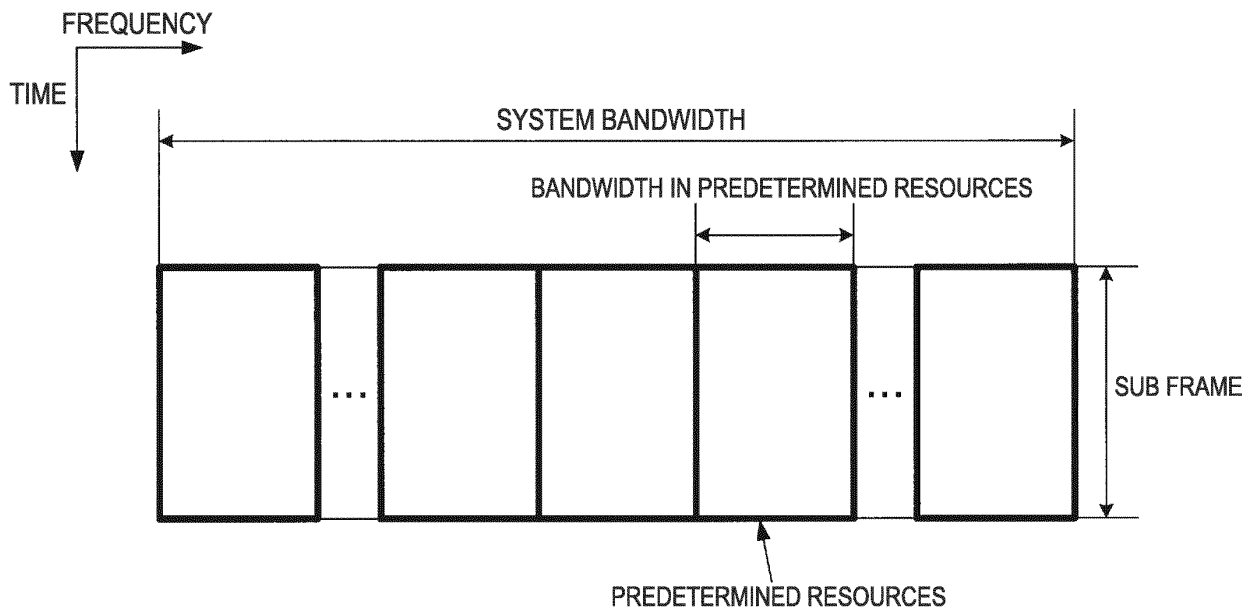 FREQUENCY
TIME
SYSTEM BANDWIDTH
BANDWIDTH IN PREDETERMINED RESOURCES
...
...
SUB FRAME
PREDETERMINED RESOURCES